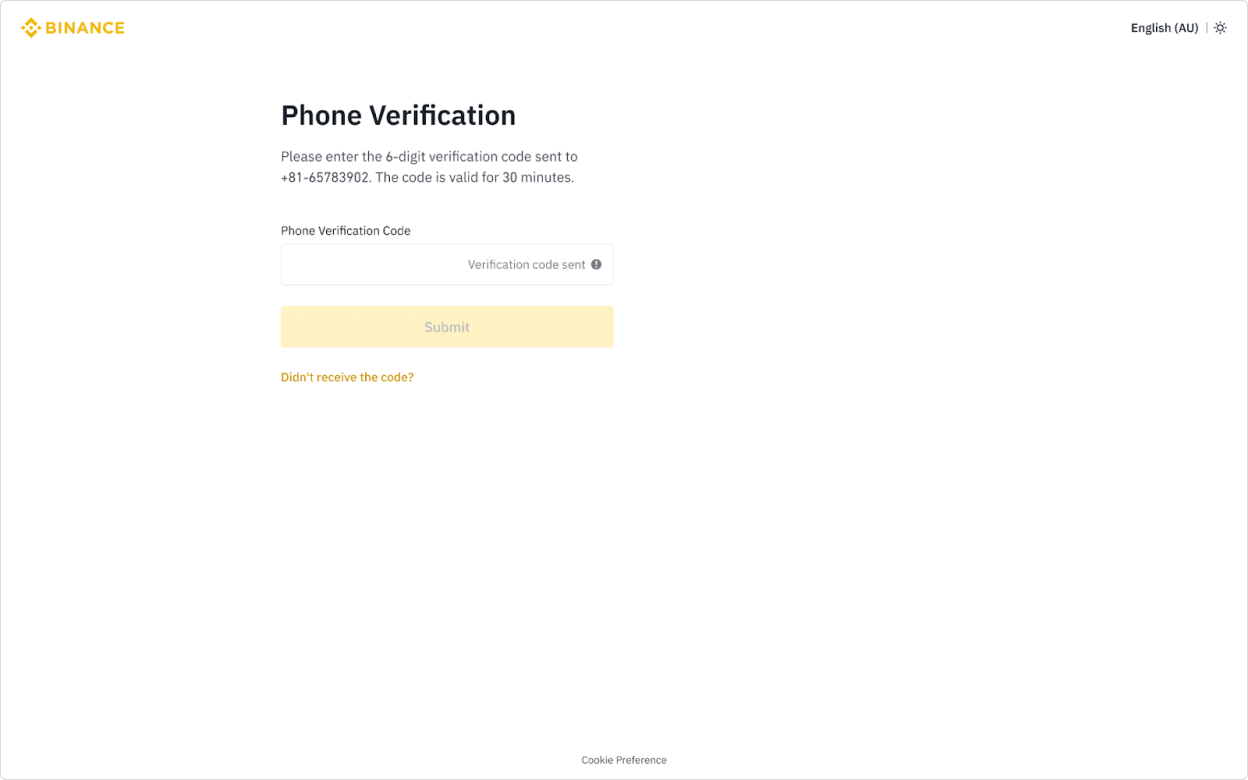 BINANCE
English (AU)
Phone Verification
Please enter the 6-digit verification code sent to
+81-65783902. The code is valid for 30 minutes.
Phone Verification Code
Verification code sent
Submit
Didn't receive the code?
Cookie Preference